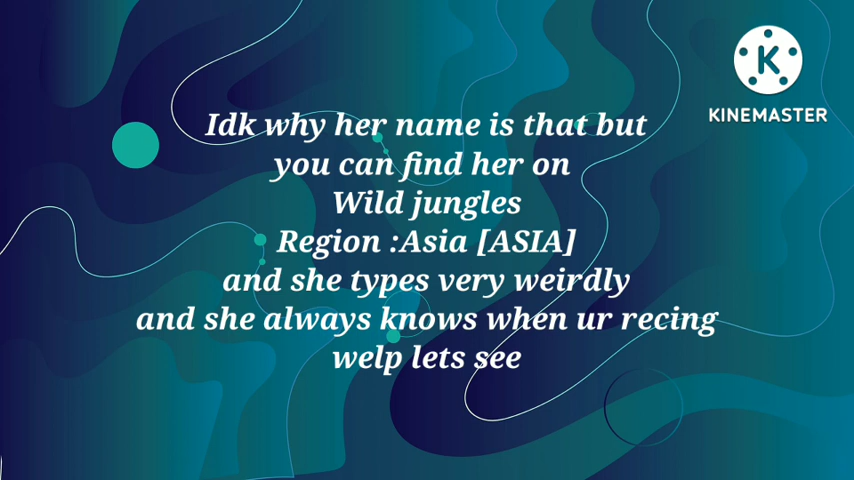 KINEMASTER
Idk why her name is that but
you can find her on
Wild jungles
Region :Asia [ASIA]
and she types very weirdly
and she always knows when ur recing
welp lets see